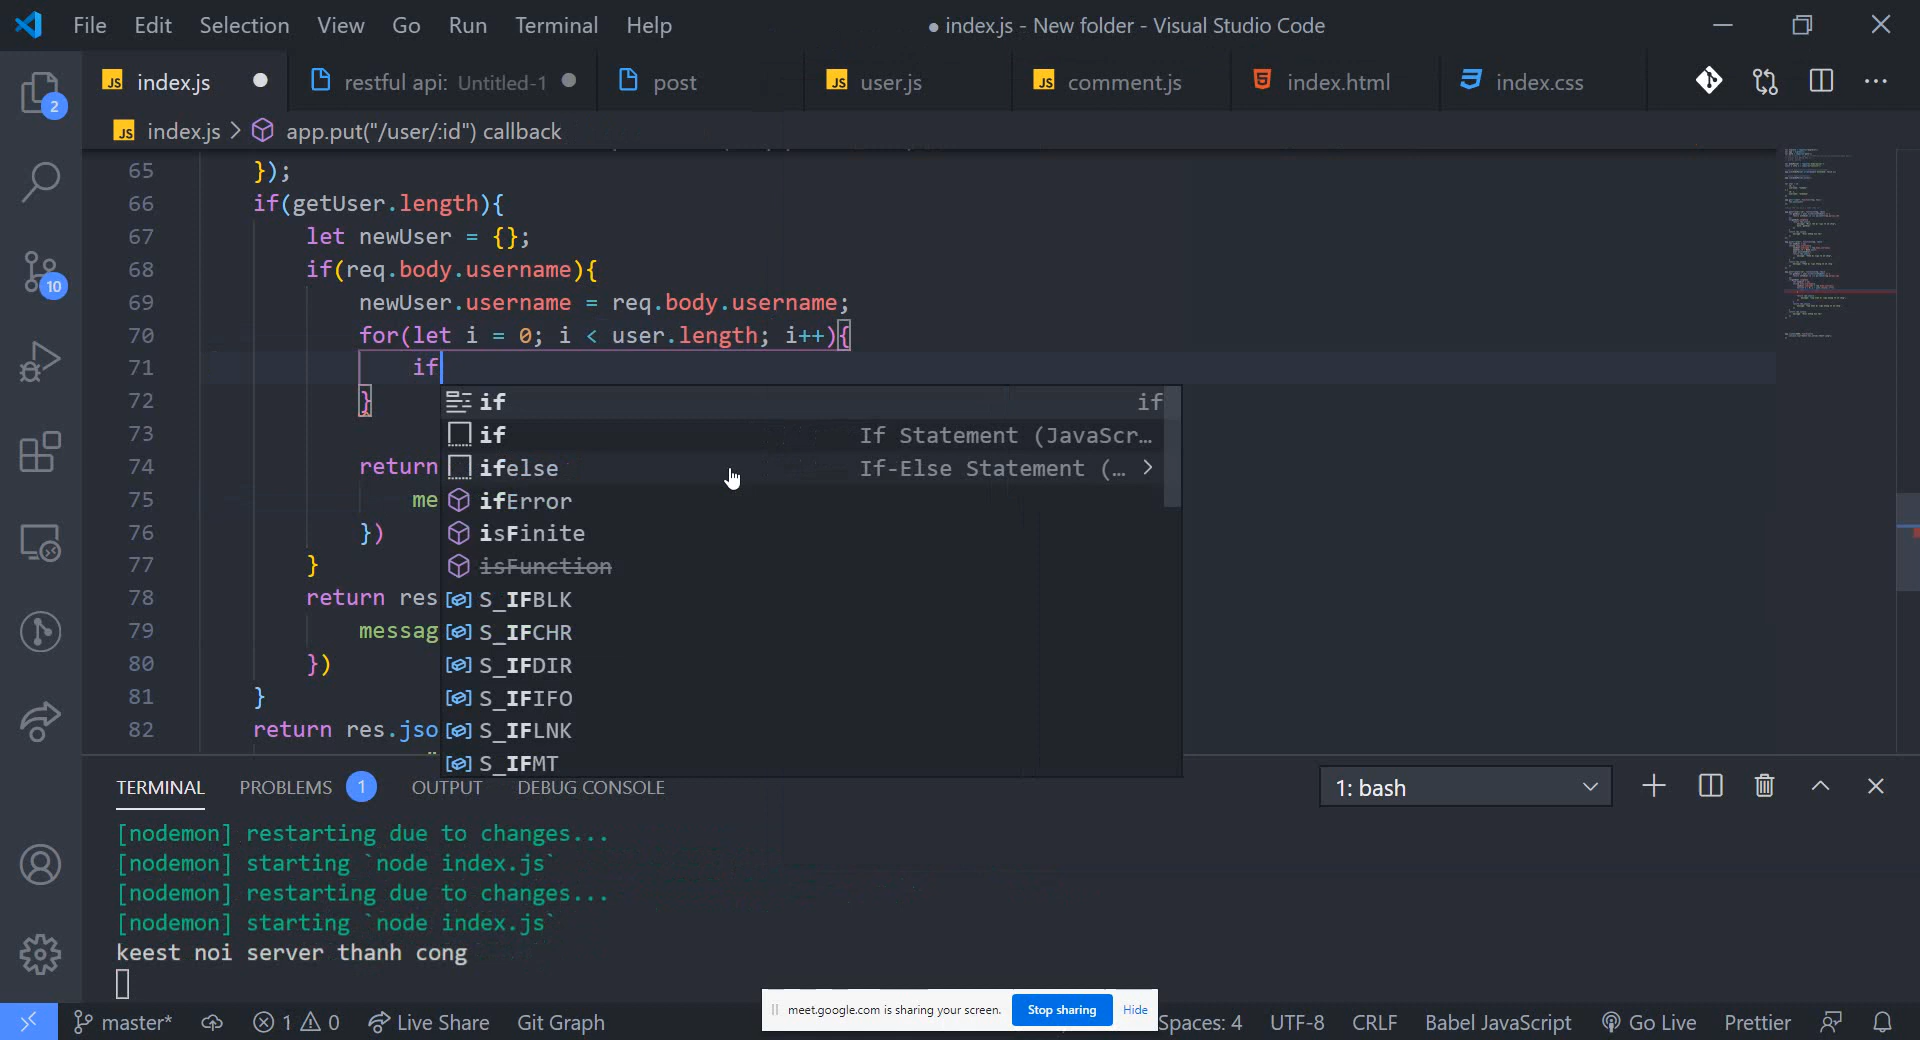 File Edit Selection View Go Run Terminal Help
● index.js - New folder - Visual Studio Code
JS index.js ● restful api: Untitled-1 ● post JS user.js JS comment.js index.html index.css
JS index.js > app.put("/user/:id") callback
65 });
66 if(getUser.length){
67 let newUser = {};
68 if(req.body.username){
69 newUser.username = req.body.username;
70 for(let i = 0; i < user.length; i++){
71 if
72 }
73
74 return
75 me
76 })
77 }
78 return res
79 messag
80 })
81 }
82 return res.jso
if if
if If Statement (JavaScr...
ifelse If-Else Statement (... >
ifError
isFinite
isFunction
S_IFBLK
S_IFCHR
S_IFDIR
S_IFIFO
S_IFLNK
S_IFMT
2
10
TERMINAL PROBLEMS 1 OUTPUT DEBUG CONSOLE 1: bash
[nodemon] restarting due to changes...
[nodemon] starting `node index.js`
[nodemon] restarting due to changes...
[nodemon] starting `node index.js`
keest noi server thanh cong
meet.google.com is sharing your screen. Stop sharing Hide
master* 1 0 Live Share Git Graph Spaces: 4 UTF-8 CRLF Babel JavaScript Go Live Prettier